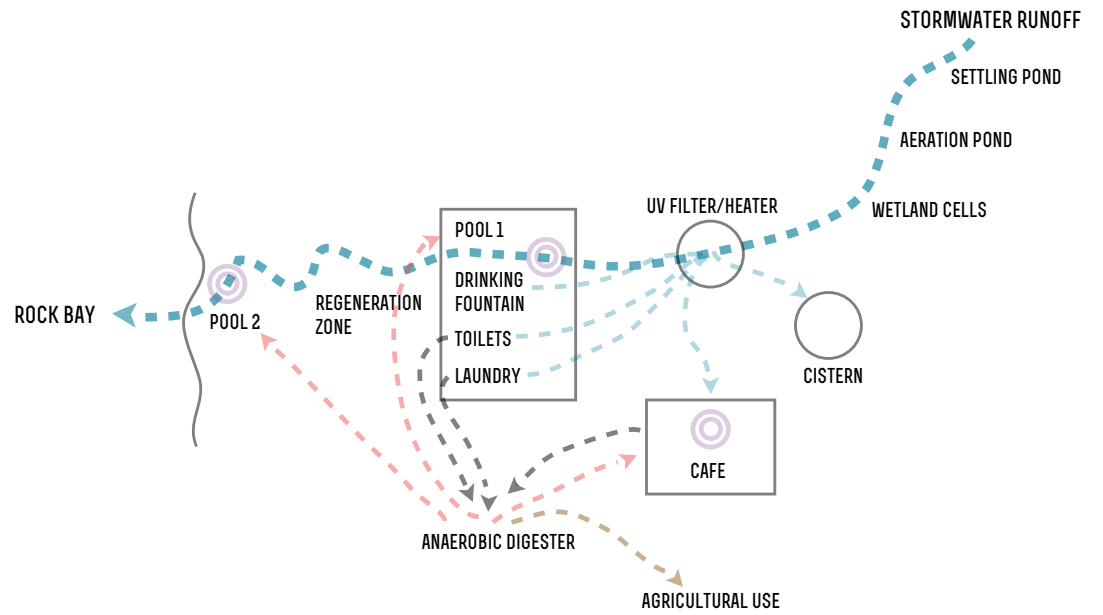 STORMWATER RUNOFF
SETTLING POND
AERATION POND
WETLAND CELLS
UV FILTER/HEATER
POOL 1
DRINKING
FOUNTAIN
TOILETS
LAUNDRY
REGENERATION
ZONE
POOL 2
ROCK BAY
CISTERN
CAFE
ANAEROBIC DIGESTER
AGRICULTURAL USE